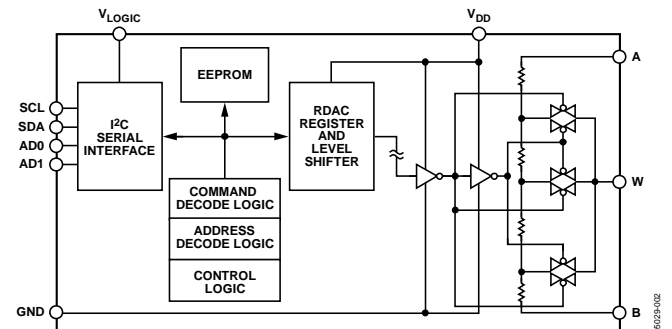 VLOGIC
VDD
EEPROM
A
SCL
SDA
AD0
AD1
I2C
SERIAL
INTERFACE
RDAC
REGISTER
AND
LEVEL
SHIFTER
COMMAND
DECODE LOGIC
ADDRESS
DECODE LOGIC
CONTROL
LOGIC
W
GND
B
5029-002